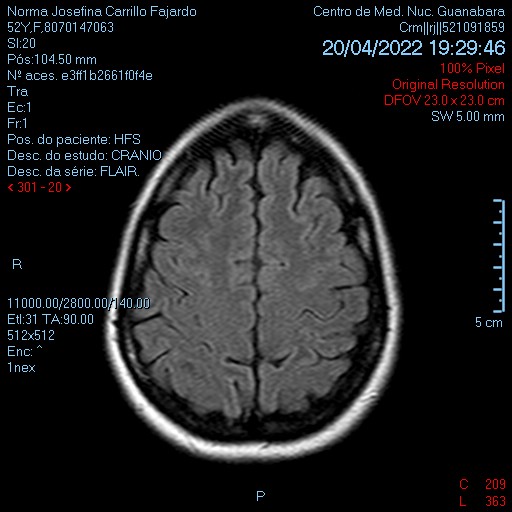 Norma Josefina Carrillo Fajardo
52Y,F,8070147063
Sl:20
Pós:104.50 mm
Nº aces. e3ff1b2661f0f4e
Tra
Ec:1
Fr:1
Pos. do paciente: HFS
Desc. do estudo: CRANIO
Desc. da série: FLAIR.
< 301 - 20 >
Centro de Med. Nuc. Guanabara
Crm||rj||521091859
20/04/2022 19:29:46
100% Pixel
Original Resolution
DFOV 23.0 x 23.0 cm
SW 5.00 mm
R
11000.00/2800.00/140.00
Etl:31 TA:90.00
512x512
Enc: ^
1nex
5 cm
P
C 209
L 363